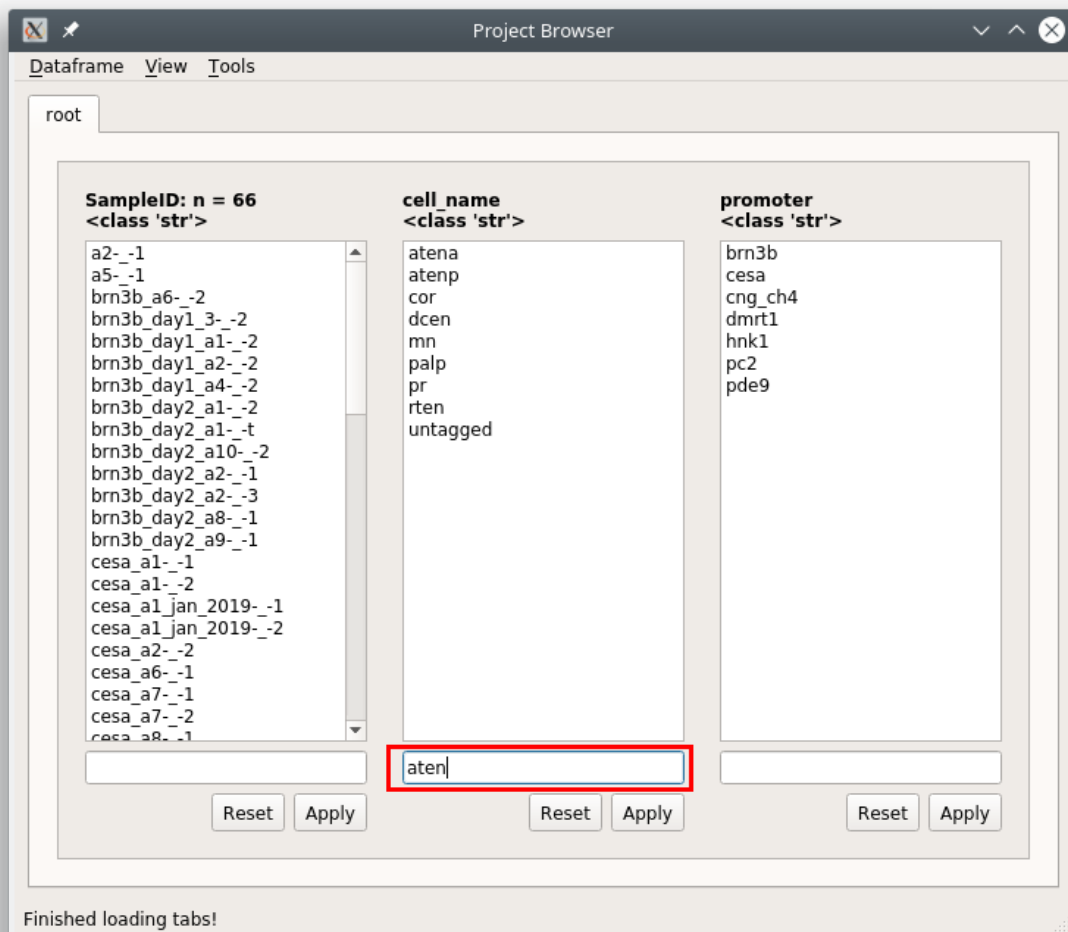 Project Browser
Dataframe View Tools
root
SampleID: n = 66
<class 'str'>
a2-_-1
a5-_-1
brn3b_a6-_-2
brn3b_day1_3-_-2
brn3b_day1_a1-_-2
brn3b_day1_a2-_-2
brn3b_day1_a4-_-2
brn3b_day2_a1-_-2
brn3b_day2_a1-_-t
brn3b_day2_a10-_-2
brn3b_day2_a2-_-1
brn3b_day2_a2-_-3
brn3b_day2_a8-_-1
brn3b_day2_a9-_-1
cesa_a1-_-1
cesa_a1-_-2
cesa_a1_jan_2019-_-1
cesa_a1_jan_2019-_-2
cesa_a2-_-2
cesa_a6-_-1
cesa_a7-_-1
cesa_a7-_-2
cesa_a8-_-1
Reset Apply
cell_name
<class 'str'>
atena
atenp
cor
dcen
mn
palp
pr
rten
untagged
aten
Reset Apply
promoter
<class 'str'>
brn3b
cesa
cng_ch4
dmrt1
hnk1
pc2
pde9
Reset Apply
Finished loading tabs!